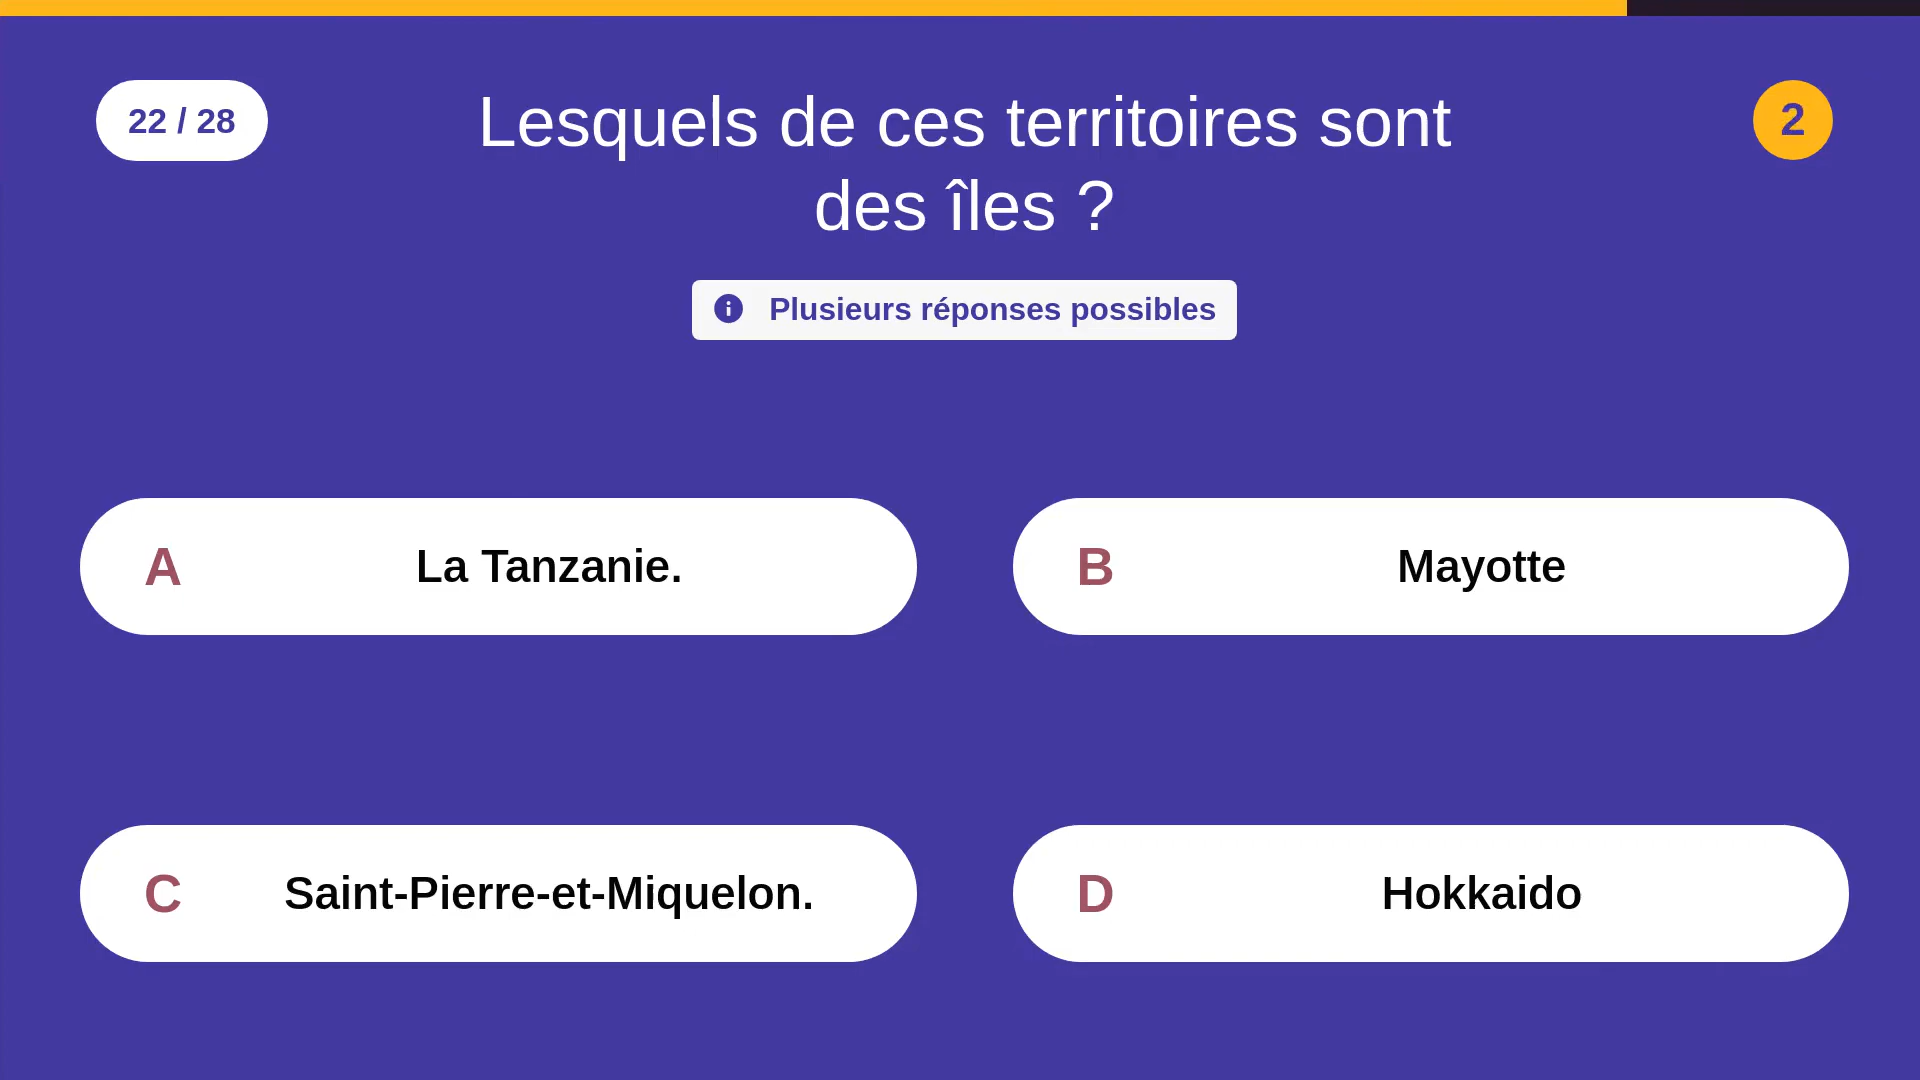 22 / 28
Lesquels de ces territoires sont
des îles ?
2
Plusieurs réponses possibles
A La Tanzanie.
B Mayotte
C Saint-Pierre-et-Miquelon.
D Hokkaido